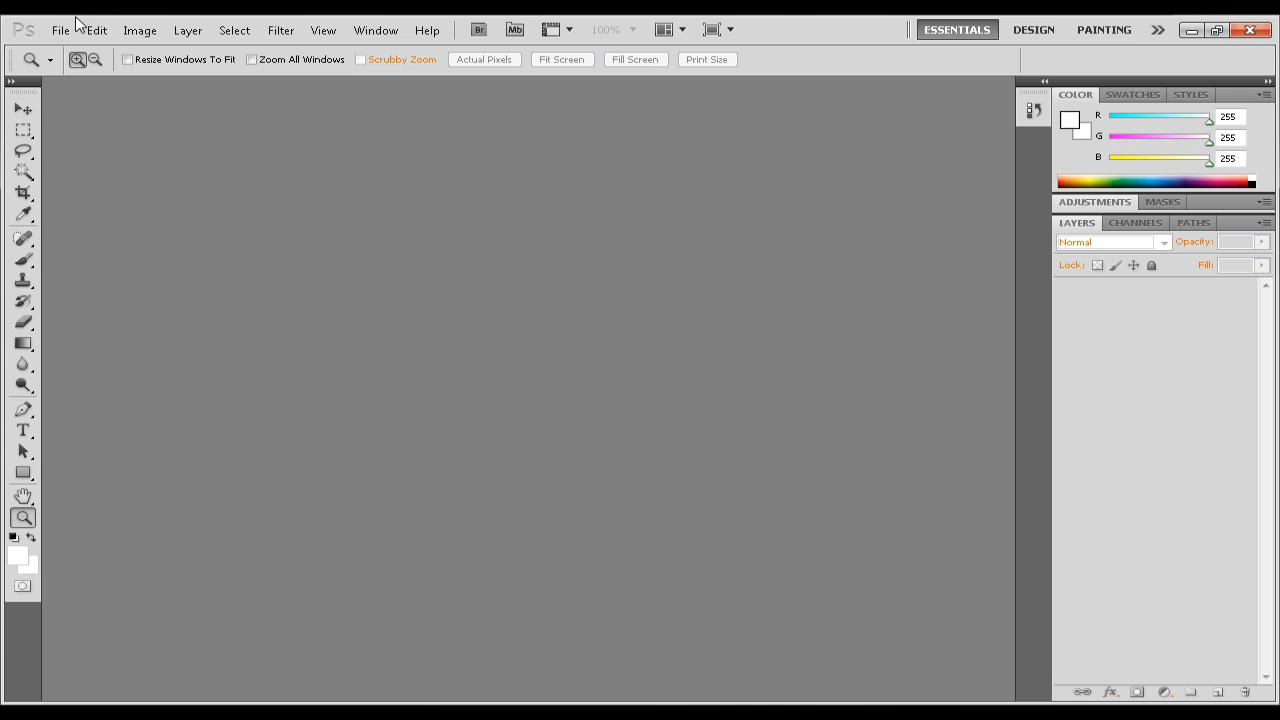 Ps File Edit Image Layer Select Filter View Window Help Br Mb 100% ESSENTIALS DESIGN PAINTING
Resize Windows To Fit Zoom All Windows Scrubby Zoom Actual Pixels Fit Screen Fill Screen Print Size
COLOR SWATCHES STYLES
R 255
G 255
B 255
ADJUSTMENTS MASKS
LAYERS CHANNELS PATHS
Normal Opacity:
Lock: Fill:
T
fx